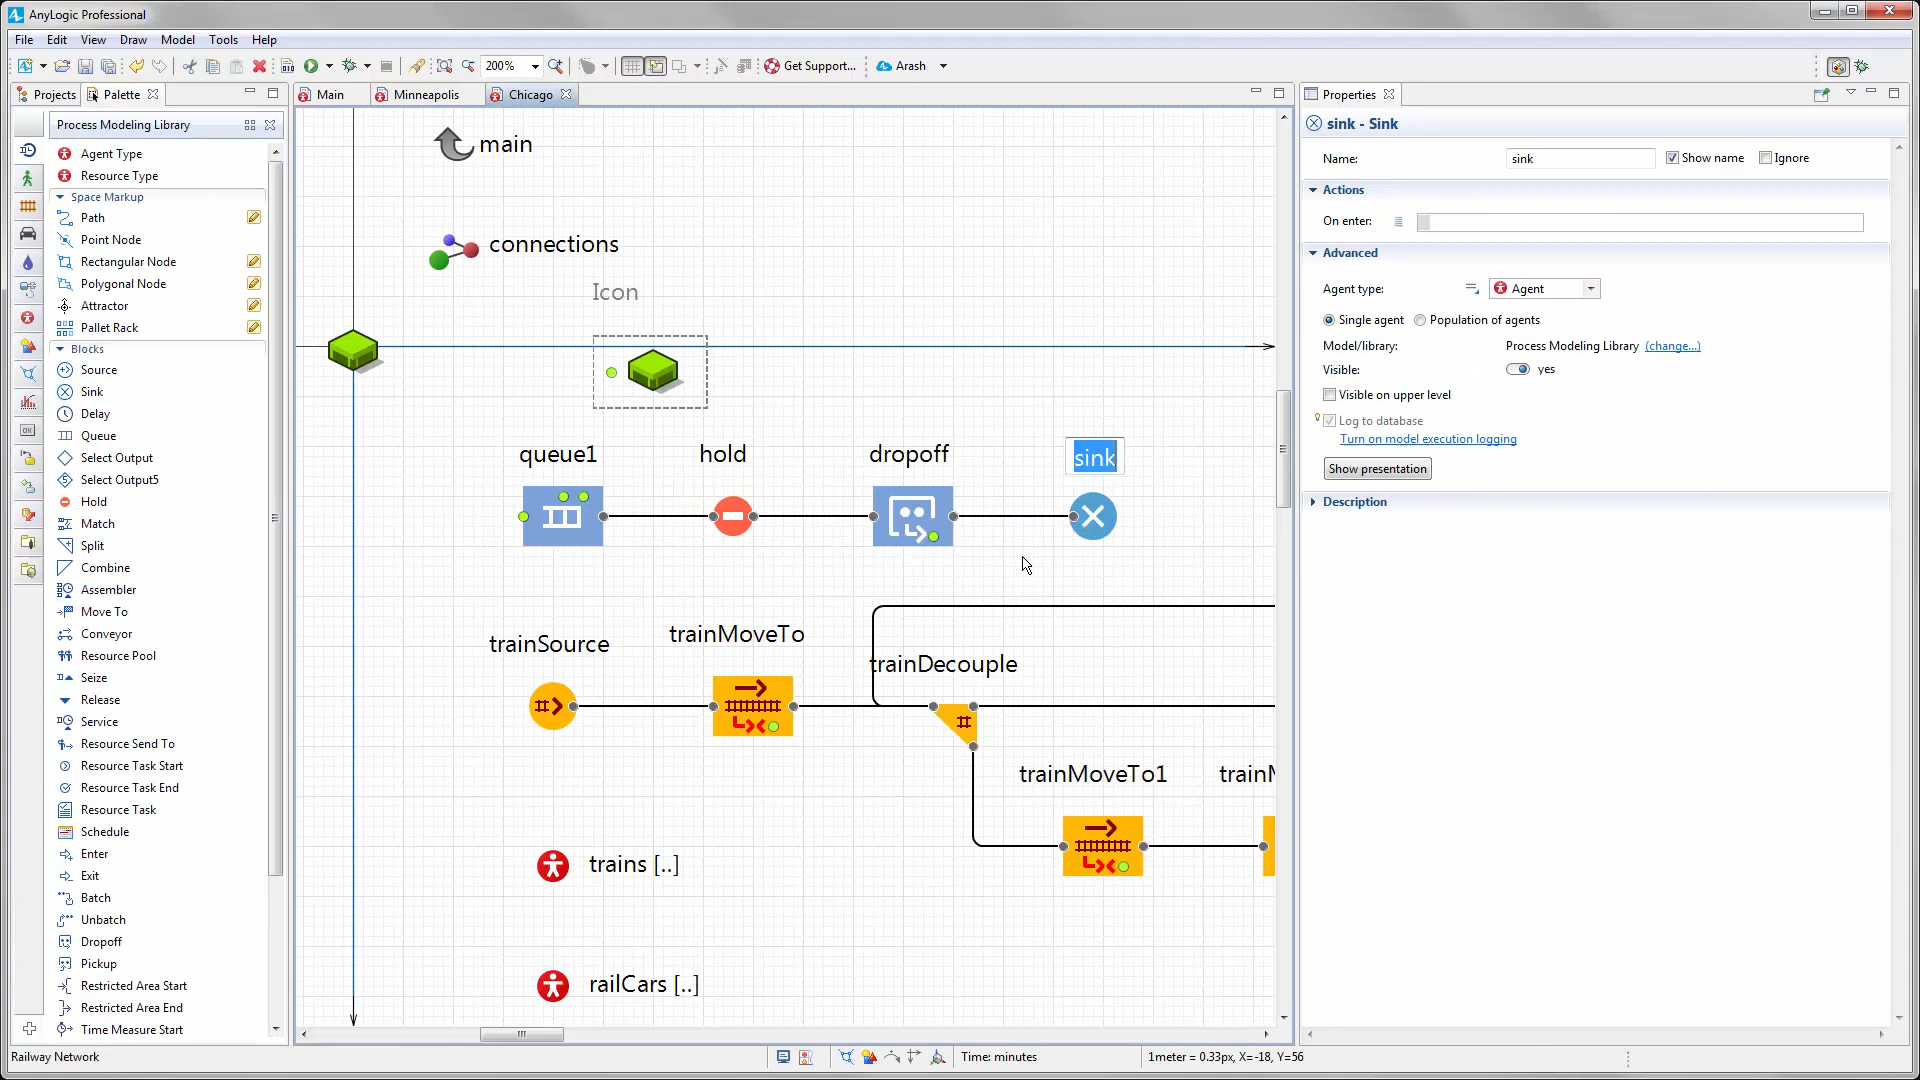 AnyLogic Professional
File Edit View Draw Model Tools Help
200% Get Support... Arash
Projects Palette
Main Minneapolis Chicago
Properties
Process Modeling Library
Agent Type
Resource Type
Space Markup
Path
Point Node
Rectangular Node
Polygonal Node
Attractor
Pallet Rack
Blocks
Source
Sink
Delay
Queue
Select Output
Select Output5
Hold
Match
Split
Combine
Assembler
Move To
Conveyor
Resource Pool
Seize
Release
Service
Resource Send To
Resource Task Start
Resource Task End
Resource Task
Schedule
Enter
Exit
Batch
Unbatch
Dropoff
Pickup
Restricted Area Start
Restricted Area End
Time Measure Start
main
connections
Icon
queue1 hold dropoff sink
trainSource trainMoveTo
trainDecouple
trainMoveTo1
trains [..]
railCars [..]
sink - Sink
Name: sink Show name Ignore
Actions
On enter:
Advanced
Agent type: Agent
Single agent Population of agents
Model/library: Process Modeling Library (change...)
Visible: yes
Visible on upper level
Log to database
Turn on model execution logging
Show presentation
Description
Railway Network
Time: minutes
1meter = 0.33px, X=-18, Y=56